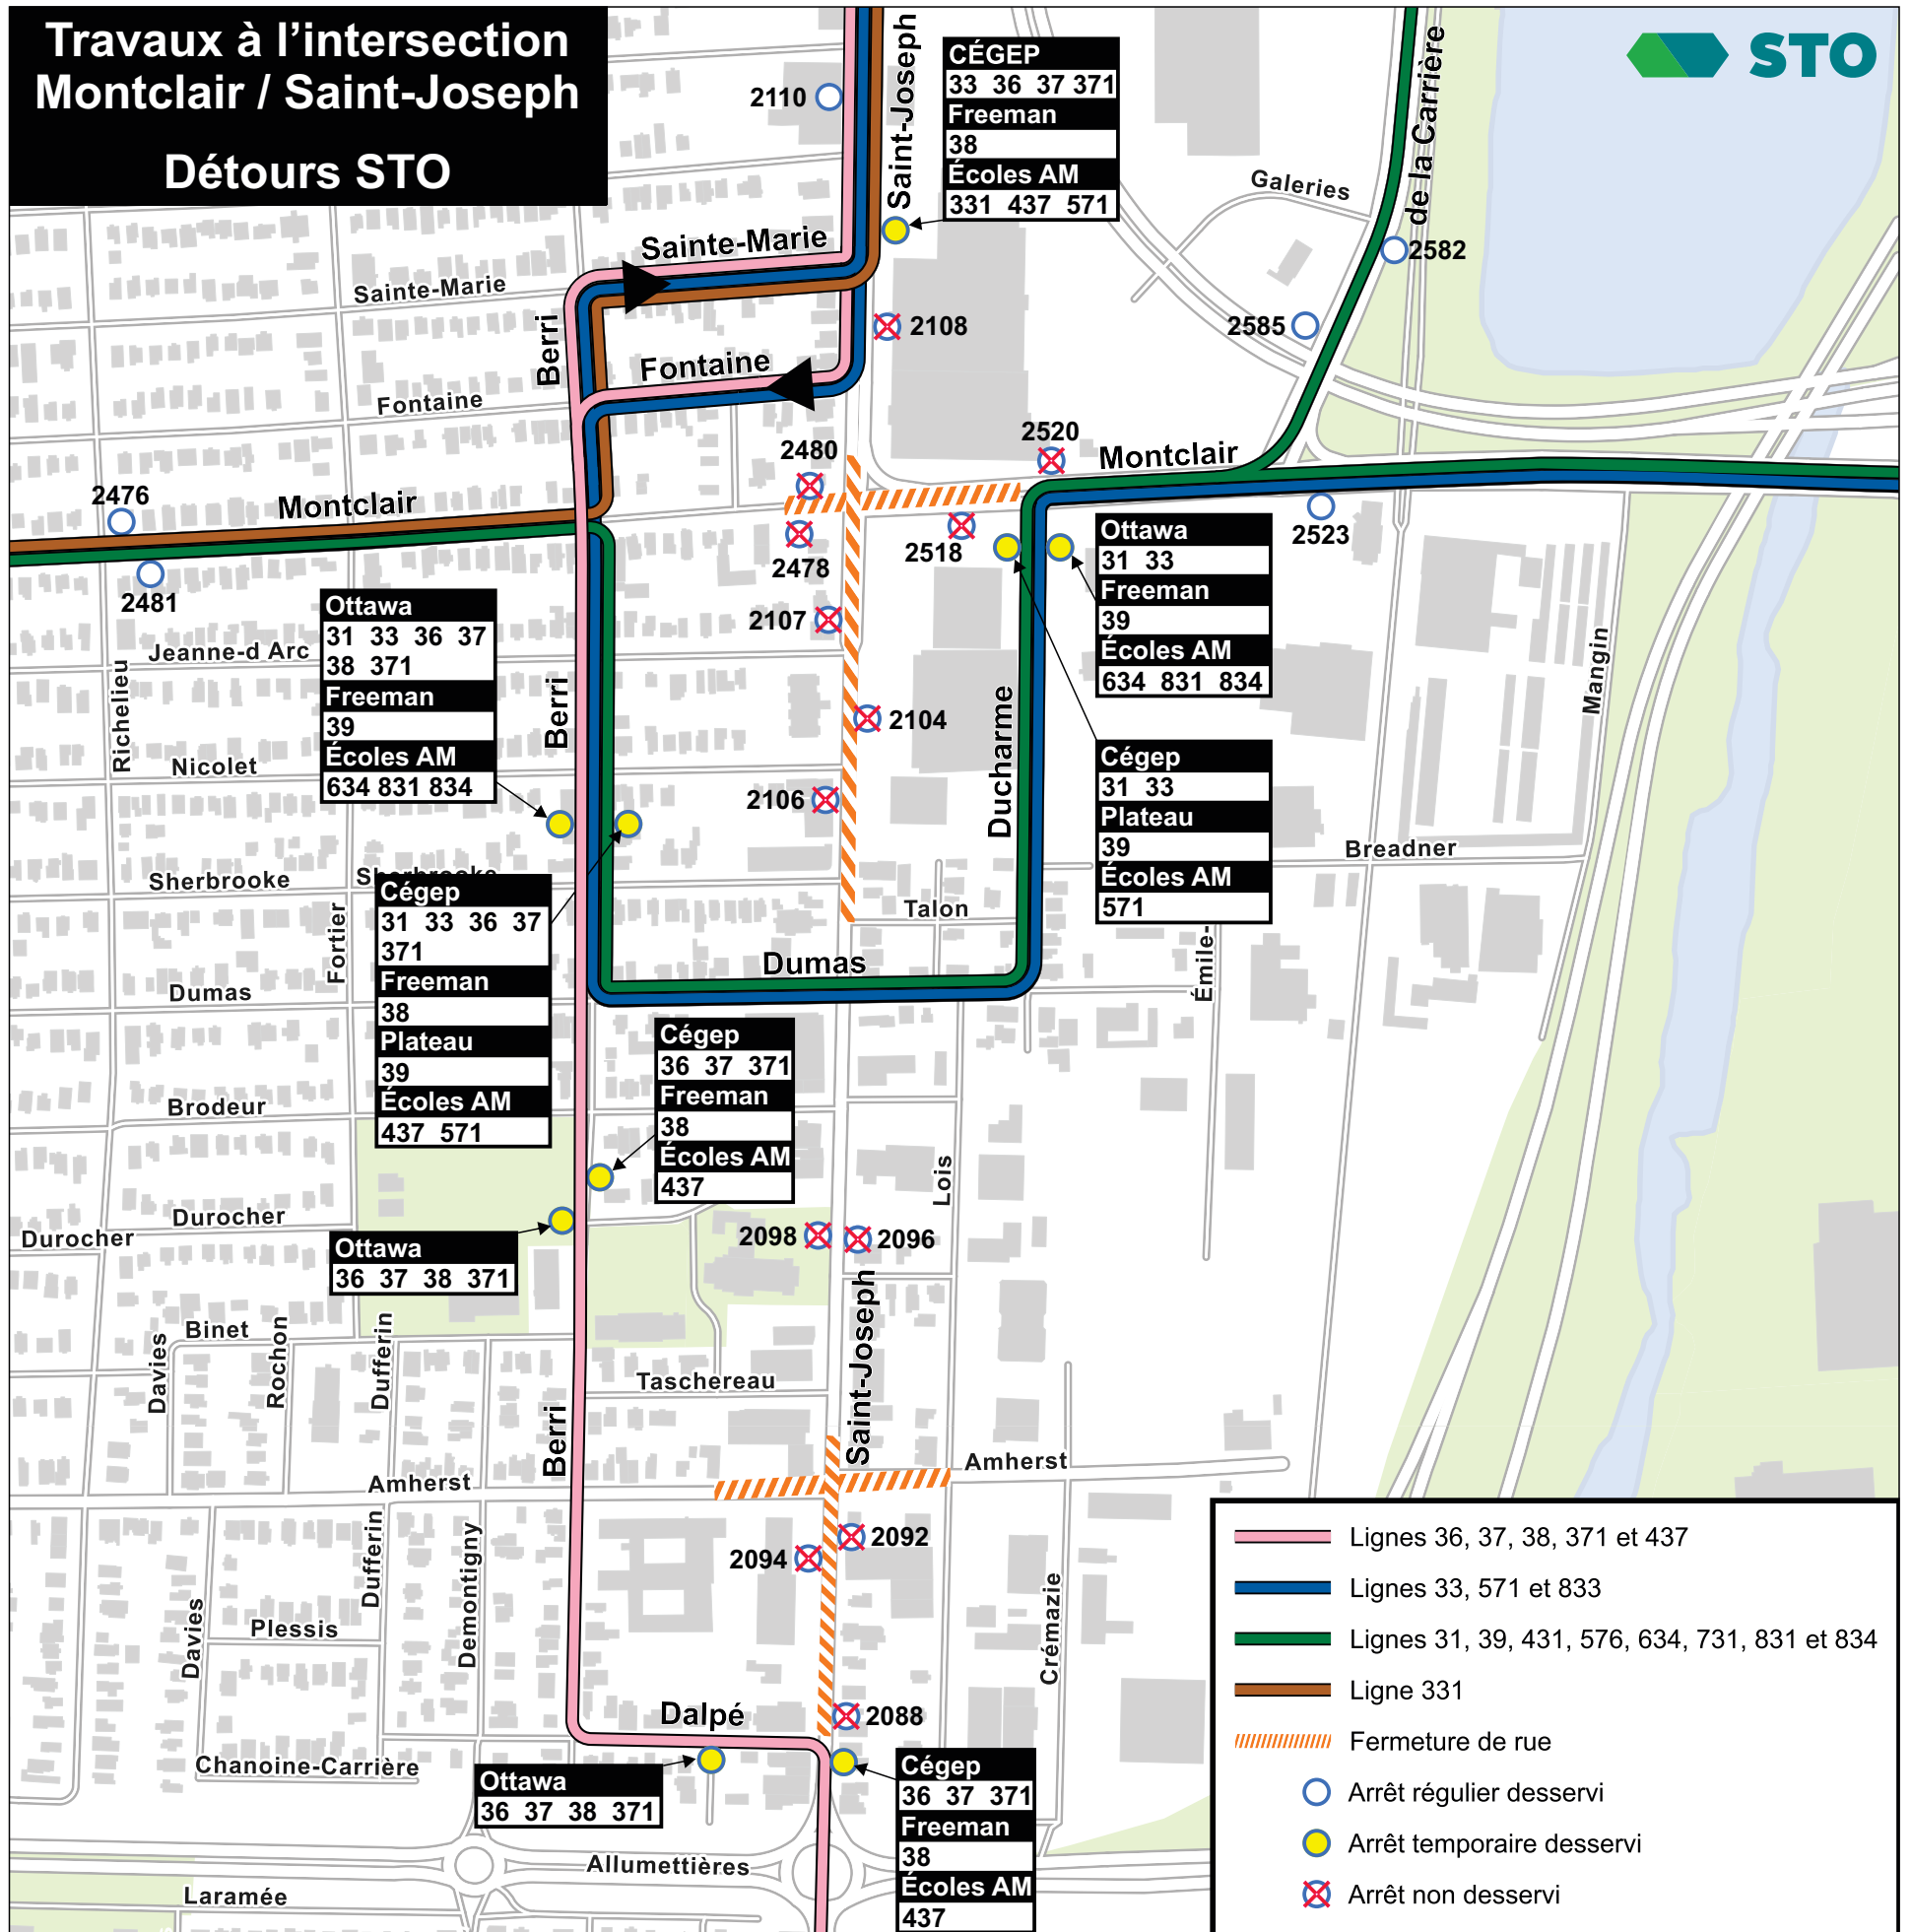 Travaux à l’intersection
Montclair / Saint-Joseph
Détours STO
STO
2110
Saint-Joseph
CÉGEP
33 36 37 371
Freeman
38
Écoles AM
331 437 571
de la Carrière
Galeries
2582
2585
Sainte-Marie
Sainte-Marie
Berri
2108
Fontaine
Fontaine
2480
2520
Montclair
2476
Montclair
2523
2518
2478
2481
Ottawa
31 33
Freeman
39
Écoles AM
634 831 834
Ottawa
31 33 36 37
38 371
Freeman
39
Écoles AM
634 831 834
2107
Jeanne-d Arc
Richelieu
Berri
Mangin
2104
Ducharme
Nicolet
2106
Cégep
31 33
Plateau
39
Écoles AM
571
Breadner
Sherbrooke
Sherbrooke
Cégep
31 33 36 37
371
Freeman
38
Plateau
39
Écoles AM
437 571
Talon
Fortier
Émile-
Dumas
Dumas
Cégep
36 37 371
Freeman
38
Écoles AM
437
Brodeur
Lois
Durocher
Durocher
2098
2096
Ottawa
36 37 38 371
Saint-Joseph
Binet
Davies
Rochon
Dufferin
Taschereau
Berri
Amherst
Amherst
2092
2094
Dufferin
Demontigny
Davies
Plessis
Crémazie
Dalpé
2088
Chanoine-Carrière
Ottawa
36 37 38 371
Cégep
36 37 371
Freeman
38
Écoles AM
437
Allumettières
Laramée
Lignes 36, 37, 38, 371 et 437
Lignes 33, 571 et 833
Lignes 31, 39, 431, 576, 634, 731, 831 et 834
Ligne 331
Fermeture de rue
Arrêt régulier desservi
Arrêt temporaire desservi
Arrêt non desservi